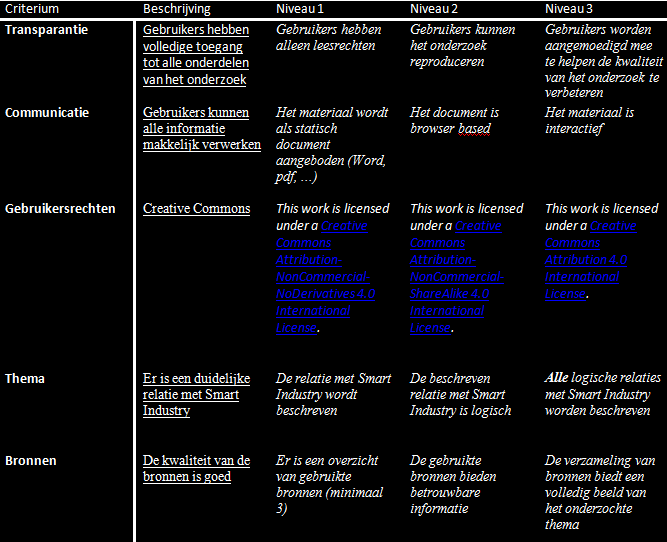 Criterium Beschrijving Niveau 1 Niveau 2 Niveau 3
Transparantie
Gebruikers hebben
volledige toegang
tot alle onderdelen
van het onderzoek
Gebruikers hebben
alleen leesrechten
Gebruikers kunnen
het onderzoek
reproduceren
Gebruikers worden
aangemoedigd mee
te helpen de kwaliteit
van het onderzoek te
verbeteren
Communicatie
Gebruikers kunnen
alle informatie
makkelijk verwerken
Het materiaal wordt
als statisch
document
aangeboden (Word,
pdf, …)
Het document is
browser based
Het materiaal is
interactief
Gebruikersrechten
Creative Commons
This work is licensed
under a Creative
Commons
Attribution-
NonCommercial-
NoDerivatives 4.0
International
License.
This work is licensed
under a Creative
Commons
Attribution-
NonCommercial-
ShareAlike 4.0
International
License.
This work is licensed
under a Creative
Commons
Attribution 4.0
International
License.
Thema
Er is een duidelijke
relatie met Smart
Industry
De relatie met Smart
Industry wordt
beschreven
De beschreven
relatie met Smart
Industry is logisch
Alle logische relaties
met Smart Industry
worden beschreven
Bronnen
De kwaliteit van de
bronnen is goed
Er is een overzicht
van gebruikte
bronnen (minimaal
3)
De gebruikte
bronnen bieden
betrouwbare
informatie
De verzameling van
bronnen biedt een
volledig beeld van
het onderzochte
thema